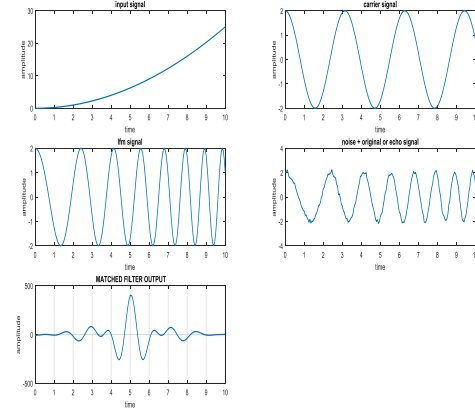 input signal
30
20
10
0
amplitude
0 1 2 3 4 5 6 7 8 9 10
time
carrier signal
2
1
0
-1
-2
amplitude
0 1 2 3 4 5 6 7 8 9 10
time
lfm signal
2
1
0
-1
-2
amplitude
0 1 2 3 4 5 6 7 8 9 10
time
noise + original or echo signal
4
2
0
-2
-4
amplitude
0 1 2 3 4 5 6 7 8 9 10
time
MATCHED FILTER OUTPUT
500
0
-500
amplitude
0 1 2 3 4 5 6 7 8 9 10
time